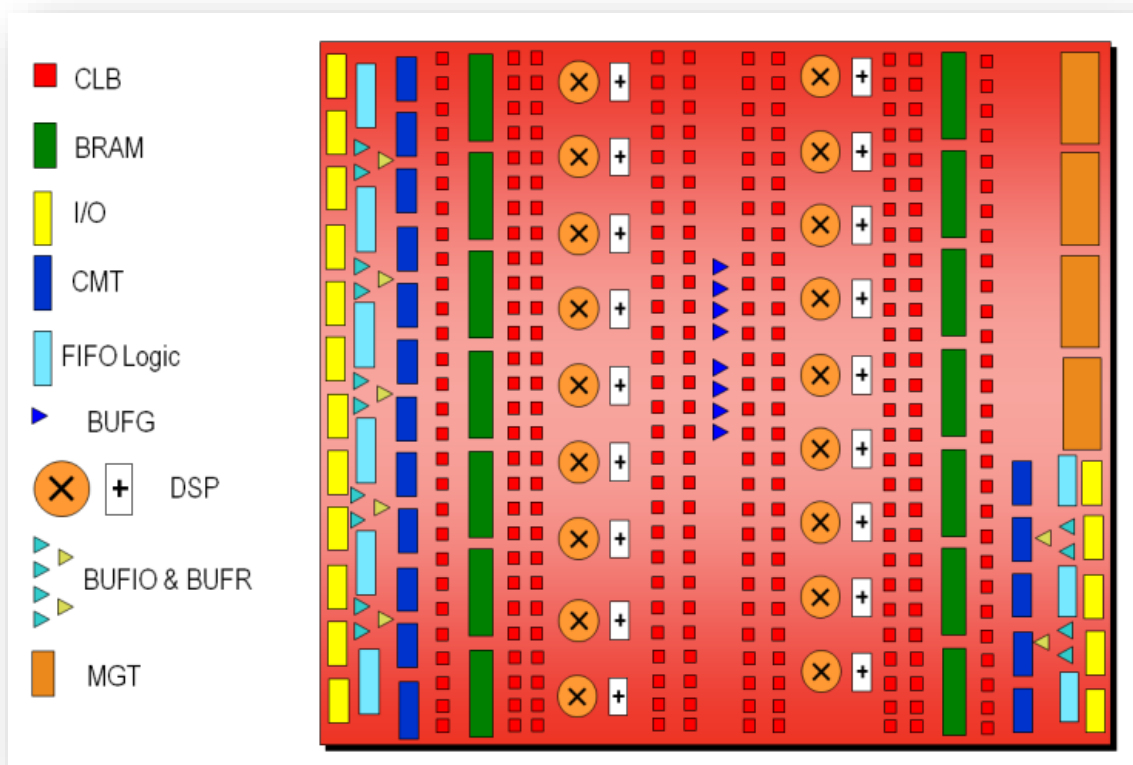 CLB
BRAM
I/O
CMT
FIFO Logic
BUFG
DSP
BUFIO & BUFR
MGT